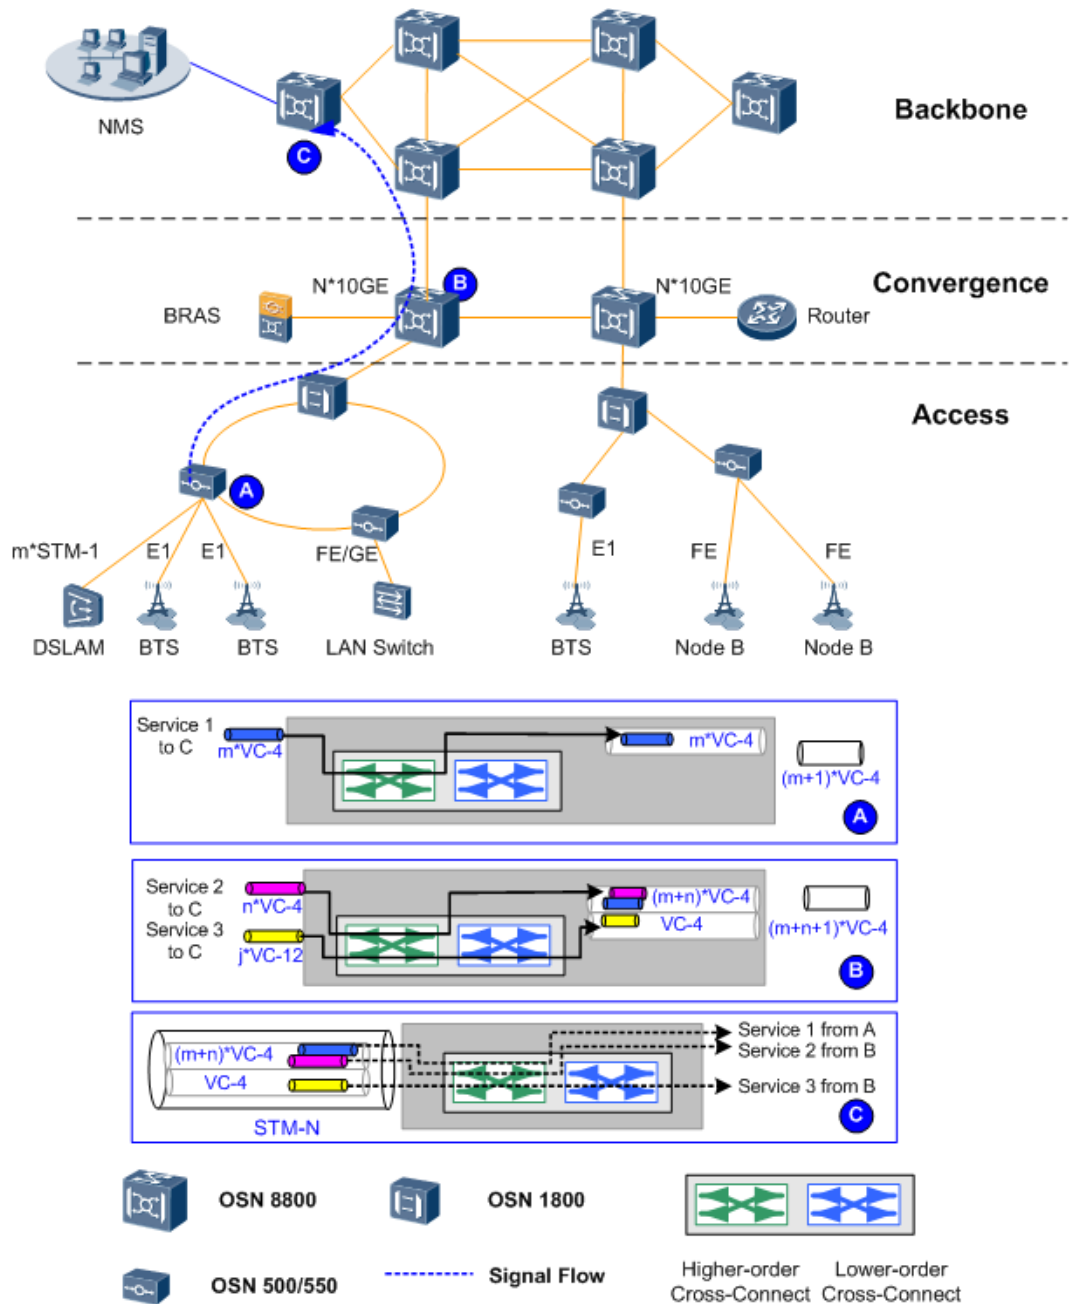 NMS
C
Backbone
B
N*10GE
N*10GE
Convergence
BRAS
Router
Access
A
m*STM-1
E1
E1
FE/GE
E1
FE
FE
DSLAM
BTS
BTS
LAN Switch
BTS
Node B
Node B
Service 1
to C
m*VC-4
m*VC-4
(m+1)*VC-4
A
Service 2
to C
n*VC-4
Service 3
to C
j*VC-12
(m+n)*VC-4
VC-4
(m+n+1)*VC-4
B
(m+n)*VC-4
VC-4
STM-N
Service 1 from A
Service 2 from B
Service 3 from B
C
OSN 8800
OSN 1800
OSN 500/550
Signal Flow
Higher-order
Cross-Connect
Lower-order
Cross-Connect